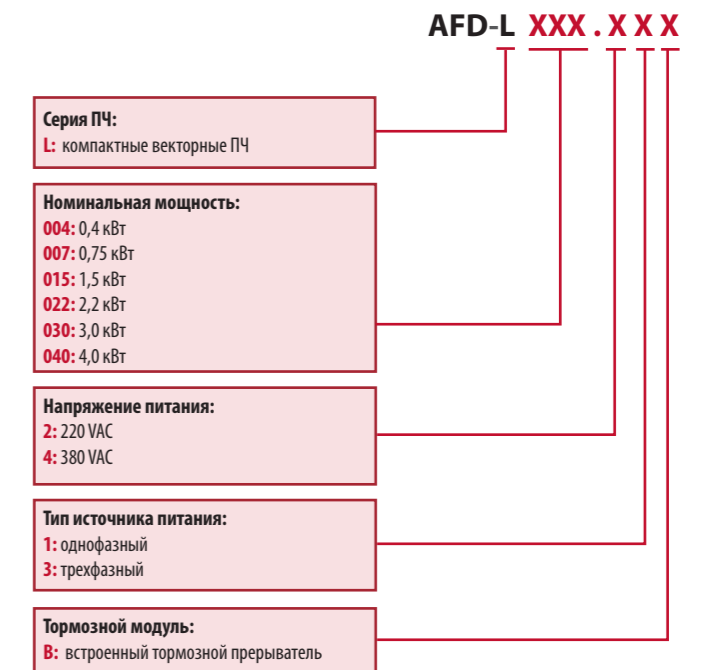 AFD-L XXX . X X X
Серия ПЧ:
L: компактные векторные ПЧ
Номинальная мощность:
004: 0,4 кВт
007: 0,75 кВт
015: 1,5 кВт
022: 2,2 кВт
030: 3,0 кВт
040: 4,0 кВт
Напряжение питания:
2: 220 VAC
4: 380 VAC
Тип источника питания:
1: однофазный
3: трехфазный
Тормозной модуль:
B: встроенный тормозной прерыватель